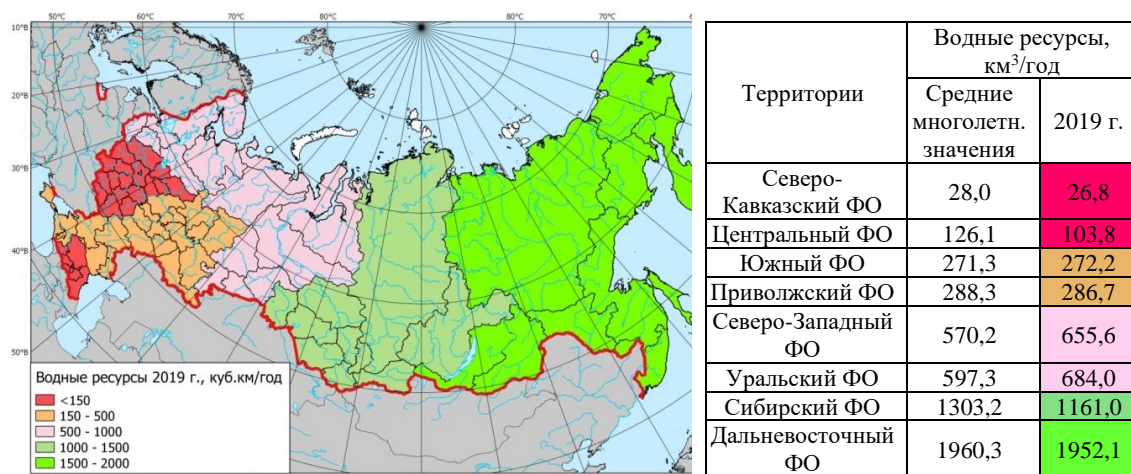 50°C 60°C 70°C 80°C 70°C 6
10°B
20°B
30°B
40°B
50°B
Водные ресурсы 2019 г., куб.км/год
<150
150 - 500
500 - 1000
1000 - 1500
1500 - 2000
Территории
Водные ресурсы,
км³/год
Средние
многолетн.
значения
2019 г.
Северо-
Кавказский ФО
28,0
26,8
Центральный ФО 126,1 103,8
Южный ФО 271,3 272,2
Приволжский ФО 288,3 286,7
Северо-Западный
ФО
570,2
655,6
Уральский ФО 597,3 684,0
Сибирский ФО 1303,2 1161,0
Дальневосточный
ФО
1960,3
1952,1